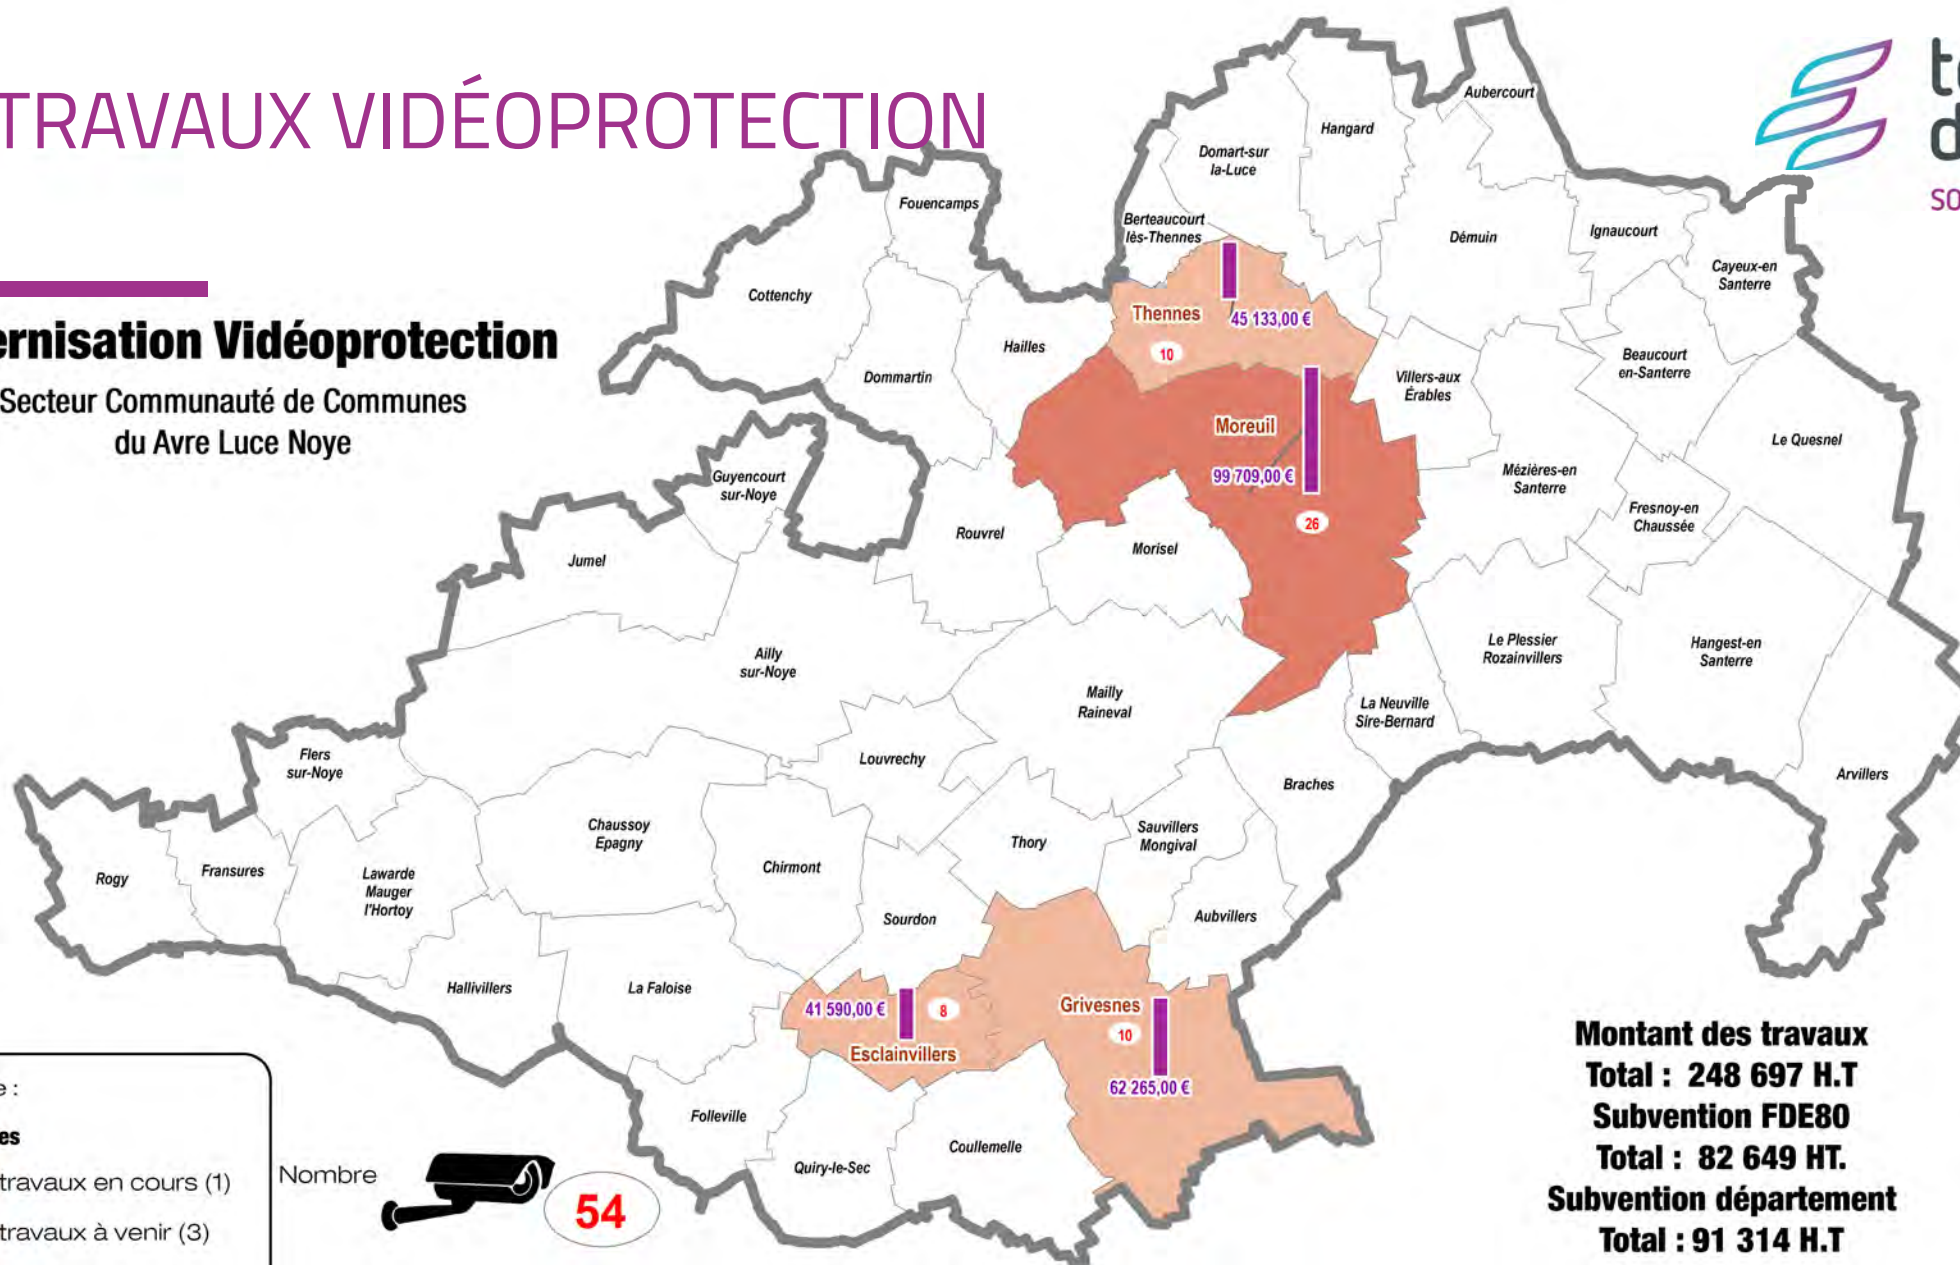 TRAVAUX VIDÉOPROTECTION
ernisation Vidéoprotection
Secteur Communauté de Communes
du Avre Luce Noye
Aubercourt
Hangard
Domart-sur
la-Luce
Fouencamps
Berteaucourt
lès-Thennes
Démuin
Ignaucourt
Cayeux-en
Santerre
Cottenchy
Thennes
45 133,00 €
10
Hailles
Dommartin
Villers-aux
Érables
Beaucourt
en-Santerre
Moreuil
99 709,00 €
26
Le Quesnel
Mézières-en
Santerre
Fresnoy-en
Chaussée
Guyencourt
sur-Noye
Rouvrel
Morisel
Jumel
Ailly
sur-Noye
Le Plessier
Rozainvillers
Hangest-en
Santerre
Mailly
Raineval
La Neuville
Sire-Bernard
Flers
sur-Noye
Louvrechy
Braches
Arvillers
Chaussoy
Epagny
Thory
Sauvillers
Mongival
Chirmont
Rogy
Fransures
Lawarde
Mauger
l'Hortoy
Sourdon
Aubvillers
Hallivillers
La Faloise
41 590,00 €
8
Esclainvillers
Grivesnes
10
62 265,00 €
Folleville
Quiry-le-Sec
Coullemelle
e :
es
travaux en cours (1)
travaux à venir (3)
Nombre
54
Montant des travaux
Total : 248 697 H.T
Subvention FDE80
Total : 82 649 HT.
Subvention département
Total : 91 314 H.T